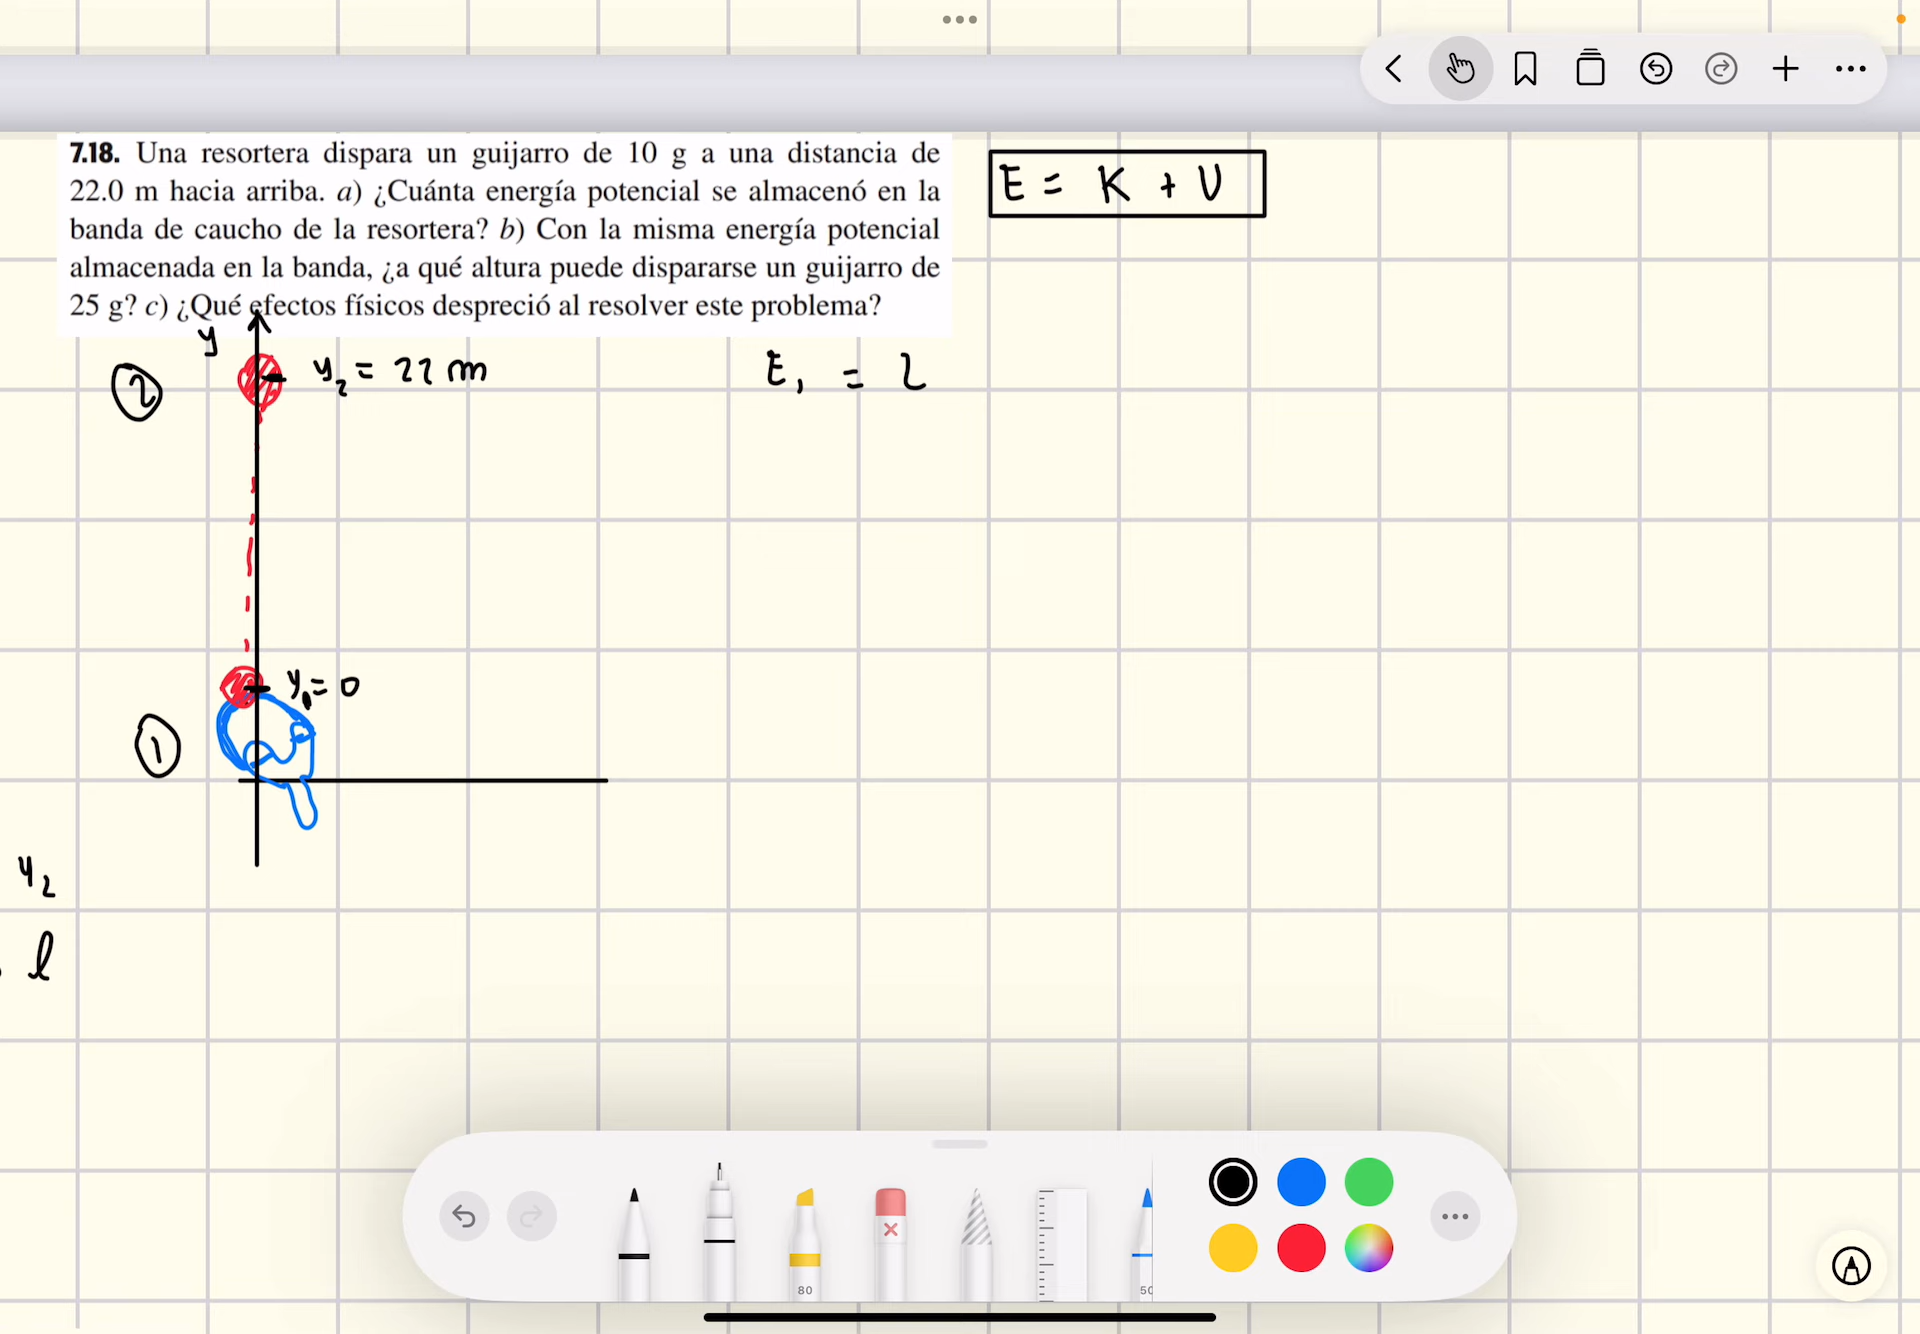 7.18. Una resortera dispara un guijarro de 10 g a una distancia de
22.0 m hacia arriba. a) ¿Cuánta energía potencial se almacenó en la
banda de caucho de la resortera? b) Con la misma energía potencial
almacenada en la banda, ¿a qué altura puede dispararse un guijarro de
25 g? c) ¿Qué efectos físicos despreció al resolver este problema?
E = K + U
y
2
y₂ = 22 m
E₁ = 2
y₁ = 0
1
y₂
l
80
50